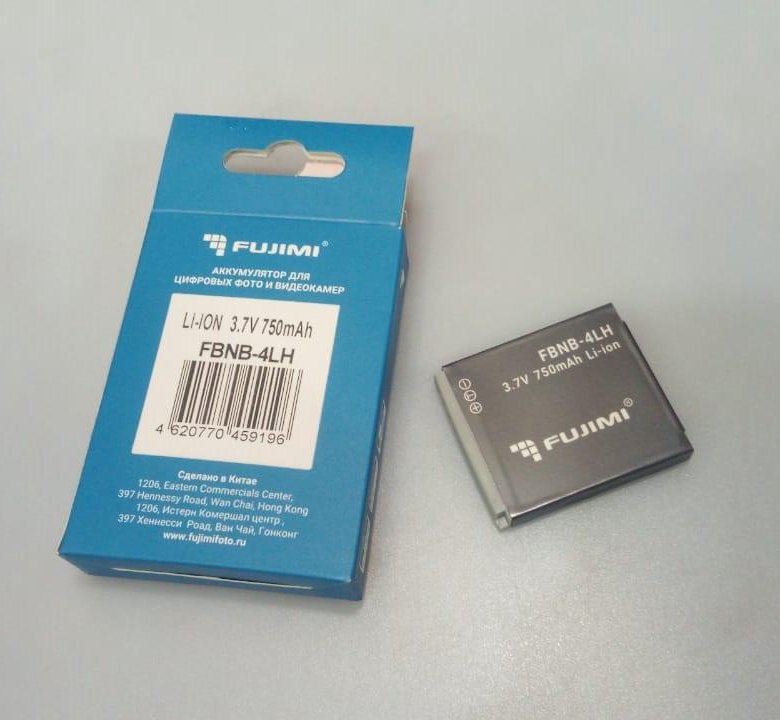 FUJIMI®
АККУМУЛЯТОР ДЛЯ
ЦИФРОВЫХ ФОТО И ВИДЕОКАМЕР
LI-ION 3.7V 750mAh
FBNB-4LH
4 620770 459196
Сделано в Китае
1206, Eastern Commercials Center,
397 Hennessy Road, Wan Chai, Hong Kong
1206, Истерн Комершал центр ,
397 Хеннесси Роад, Ван Чай, Гонконг
www.fujimifoto.ru
FBNB-4LH
3.7V 750mAh Li-ion
FUJIMI®